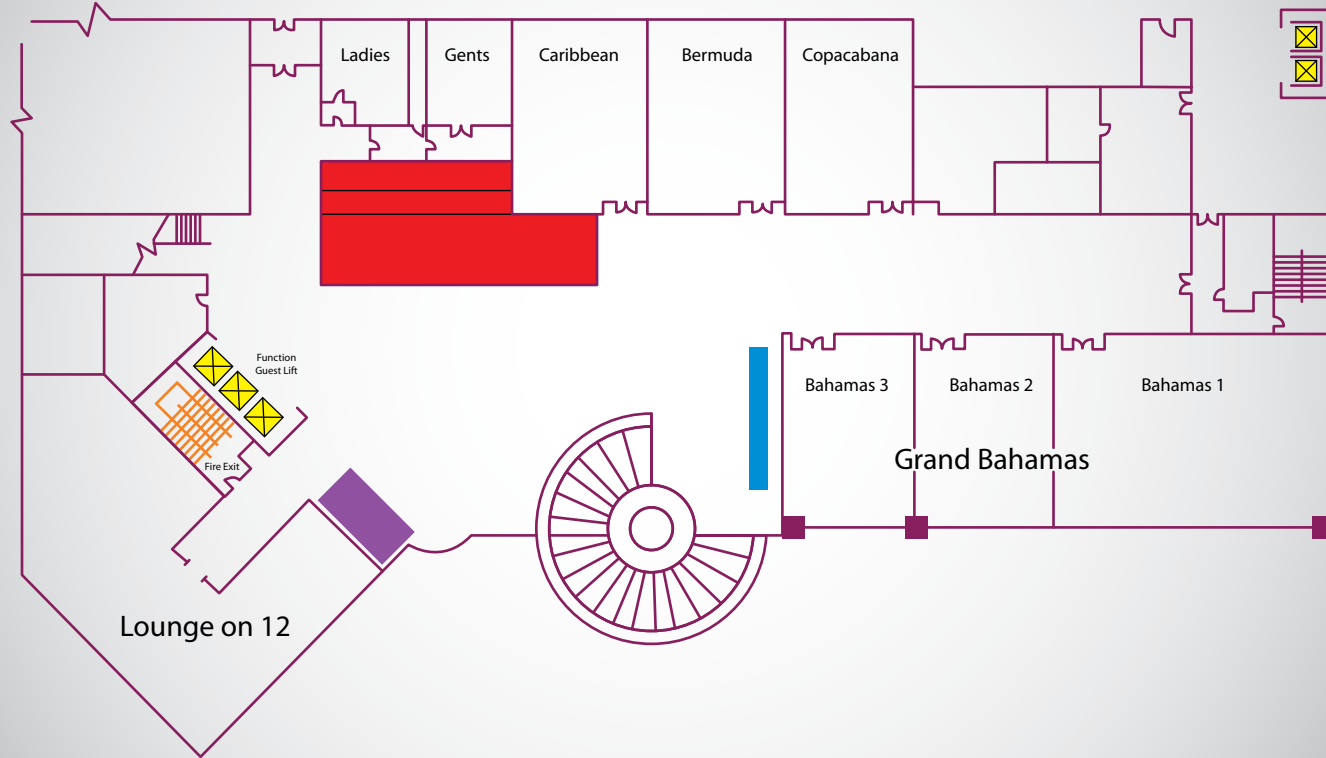 Ladies
Gents
Caribbean
Bermuda
Copacabana
Function
Guest Lift
Bahamas 3
Bahamas 2
Bahamas 1
Grand Bahamas
Fire Exit
Lounge on 12